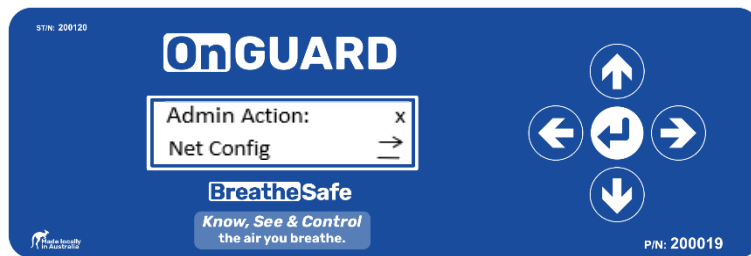 ST/N: 200120
OnGUARD
Admin Action: x
Net Config →
BreatheSafe
Know, See & Control
the air you breathe.
Made locally
in Australia
P/N: 200019